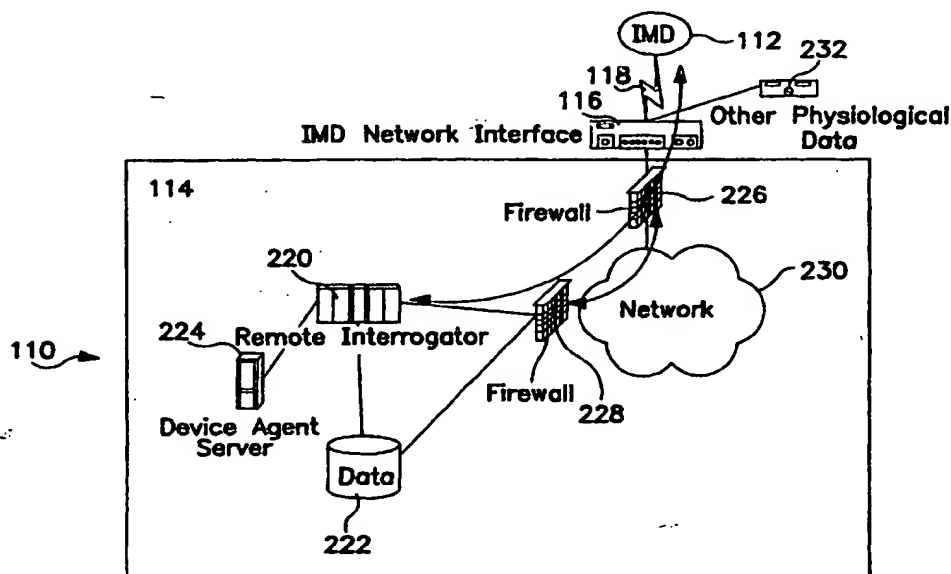 IMD
112
118
232
116
Other Physiological
Data
IMD Network Interface
114
226
Firewall
220
230
Network
224
Remote Interrogator
110
Firewall
228
Device Agent
Server
Data
222